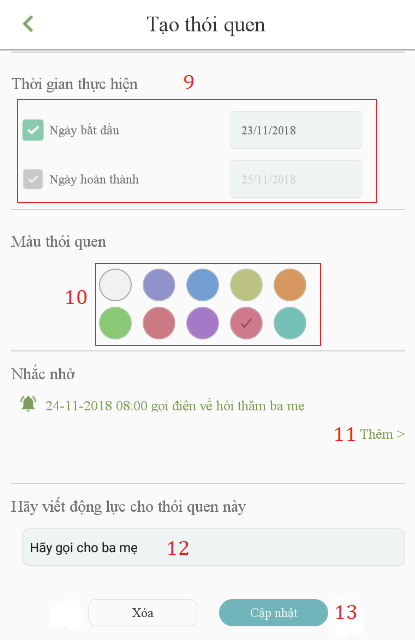 Tạo thói quen
Thời gian thực hiện 9
Ngày bắt đầu 23/11/2018
Ngày hoàn thành 25/11/2018
Màu thói quen
10
Nhắc nhở
24-11-2018 08:00 gọi điện về hỏi thăm ba mẹ
11 Thêm >
Hãy viết động lực cho thói quen này
Hãy gọi cho ba mẹ 12
Xóa Cập nhật 13